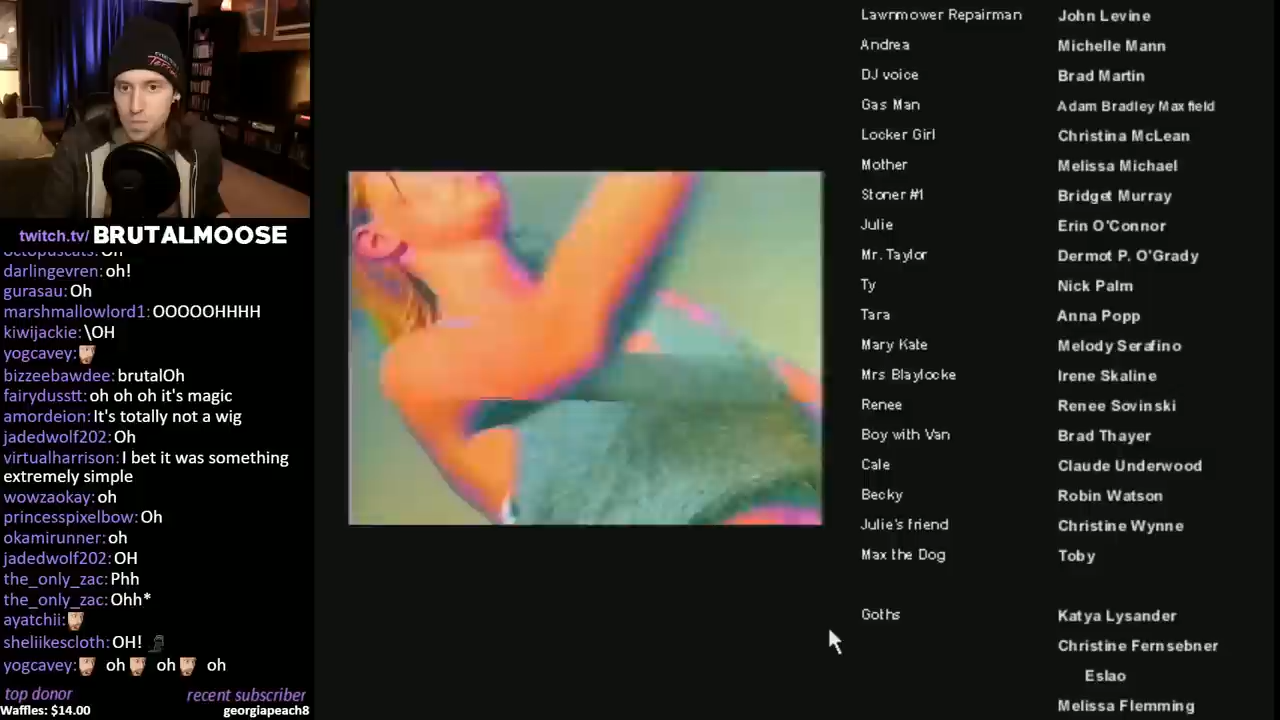 twitch.tv/ BRUTALMOOSE
octopuscats: Oh
darlingevren: oh!
gurasau: Oh
marshmallowlord1: OOOOOHHHH
kiwijackie: \OH
yogcavey:
bizzeebawdee: brutalOh
fairydusstt: oh oh oh it's magic
amordeion: It's totally not a wig
jadedwolf202: Oh
virtualharrison: I bet it was something
extremely simple
wowzaokay: oh
princesspixelbow: Oh
okamirunner: oh
jadedwolf202: OH
the_only_zac: Phh
the_only_zac: Ohh*
ayatchii:
sheliikescloth: OH!
yogcavey: oh oh oh
top donor recent subscriber
Waffles: $14.00 georgiapeach8
Lawnmower Repairman John Levine
Andrea Michelle Mann
DJ voice Brad Martin
Gas Man Adam Bradley Maxfield
Locker Girl Christina McLean
Mother Melissa Michael
Stoner #1 Bridget Murray
Julie Erin O'Connor
Mr. Taylor Dermot P. O'Grady
Ty Nick Palm
Tara Anna Popp
Mary Kate Melody Serafino
Mrs Blaylocke Irene Skaline
Renee Renee Sovinski
Boy with Van Brad Thayer
Cale Claude Underwood
Becky Robin Watson
Julie's friend Christine Wynne
Max the Dog Toby
Goths Katya Lysander
Christine Fernsebner
Eslao
Melissa Flemming